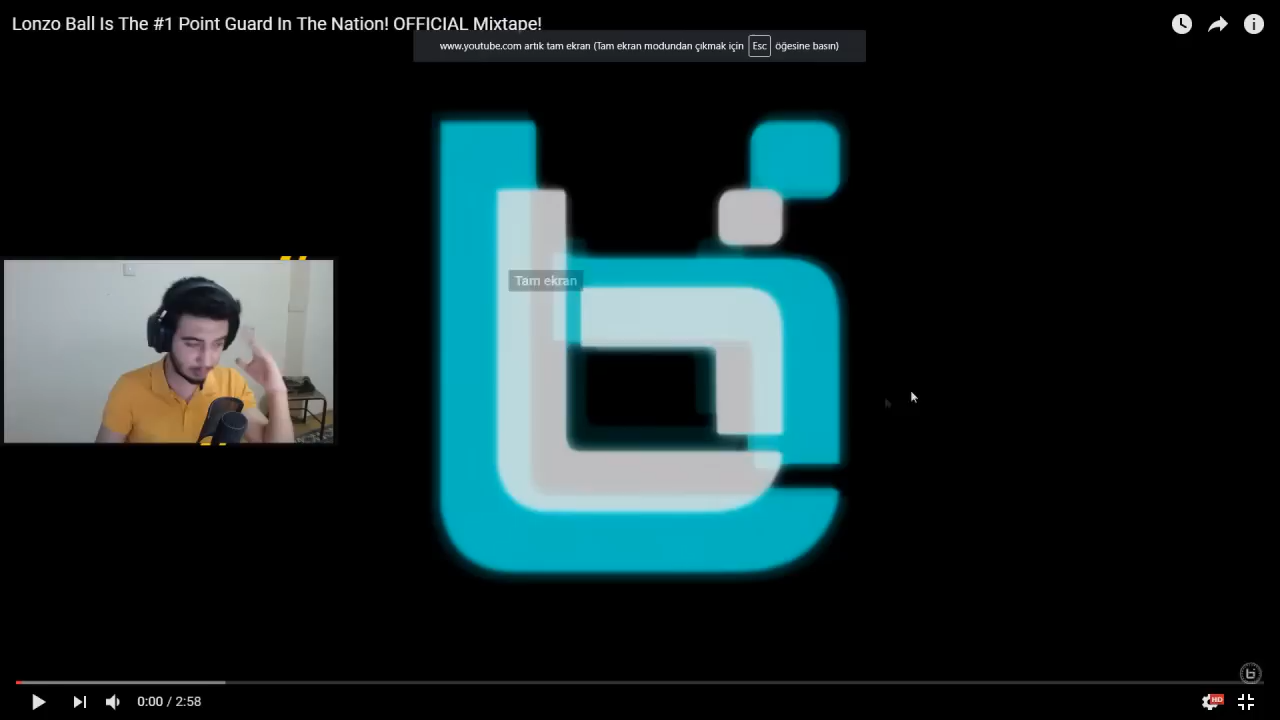 Lonzo Ball Is The #1 Point Guard In The Nation! OFFICIAL Mixtape!
www.youtube.com artık tam ekran (Tam ekran modundan çıkmak için Esc öğesine basın)
Tam ekran
0:00 / 2:58
HD